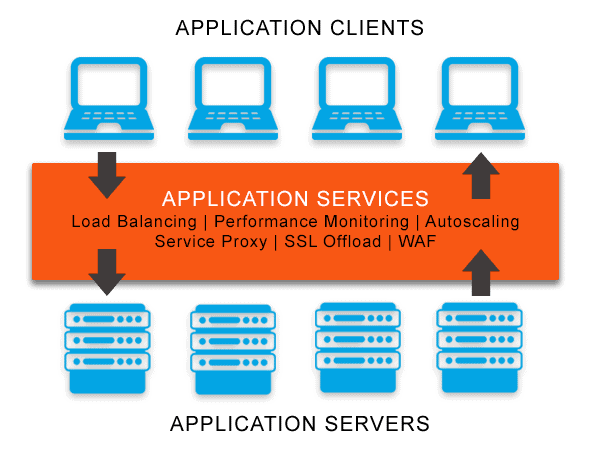 APPLICATION CLIENTS
APPLICATION SERVICES
Load Balancing | Performance Monitoring | Autoscaling
Service Proxy | SSL Offload | WAF
APPLICATION SERVERS